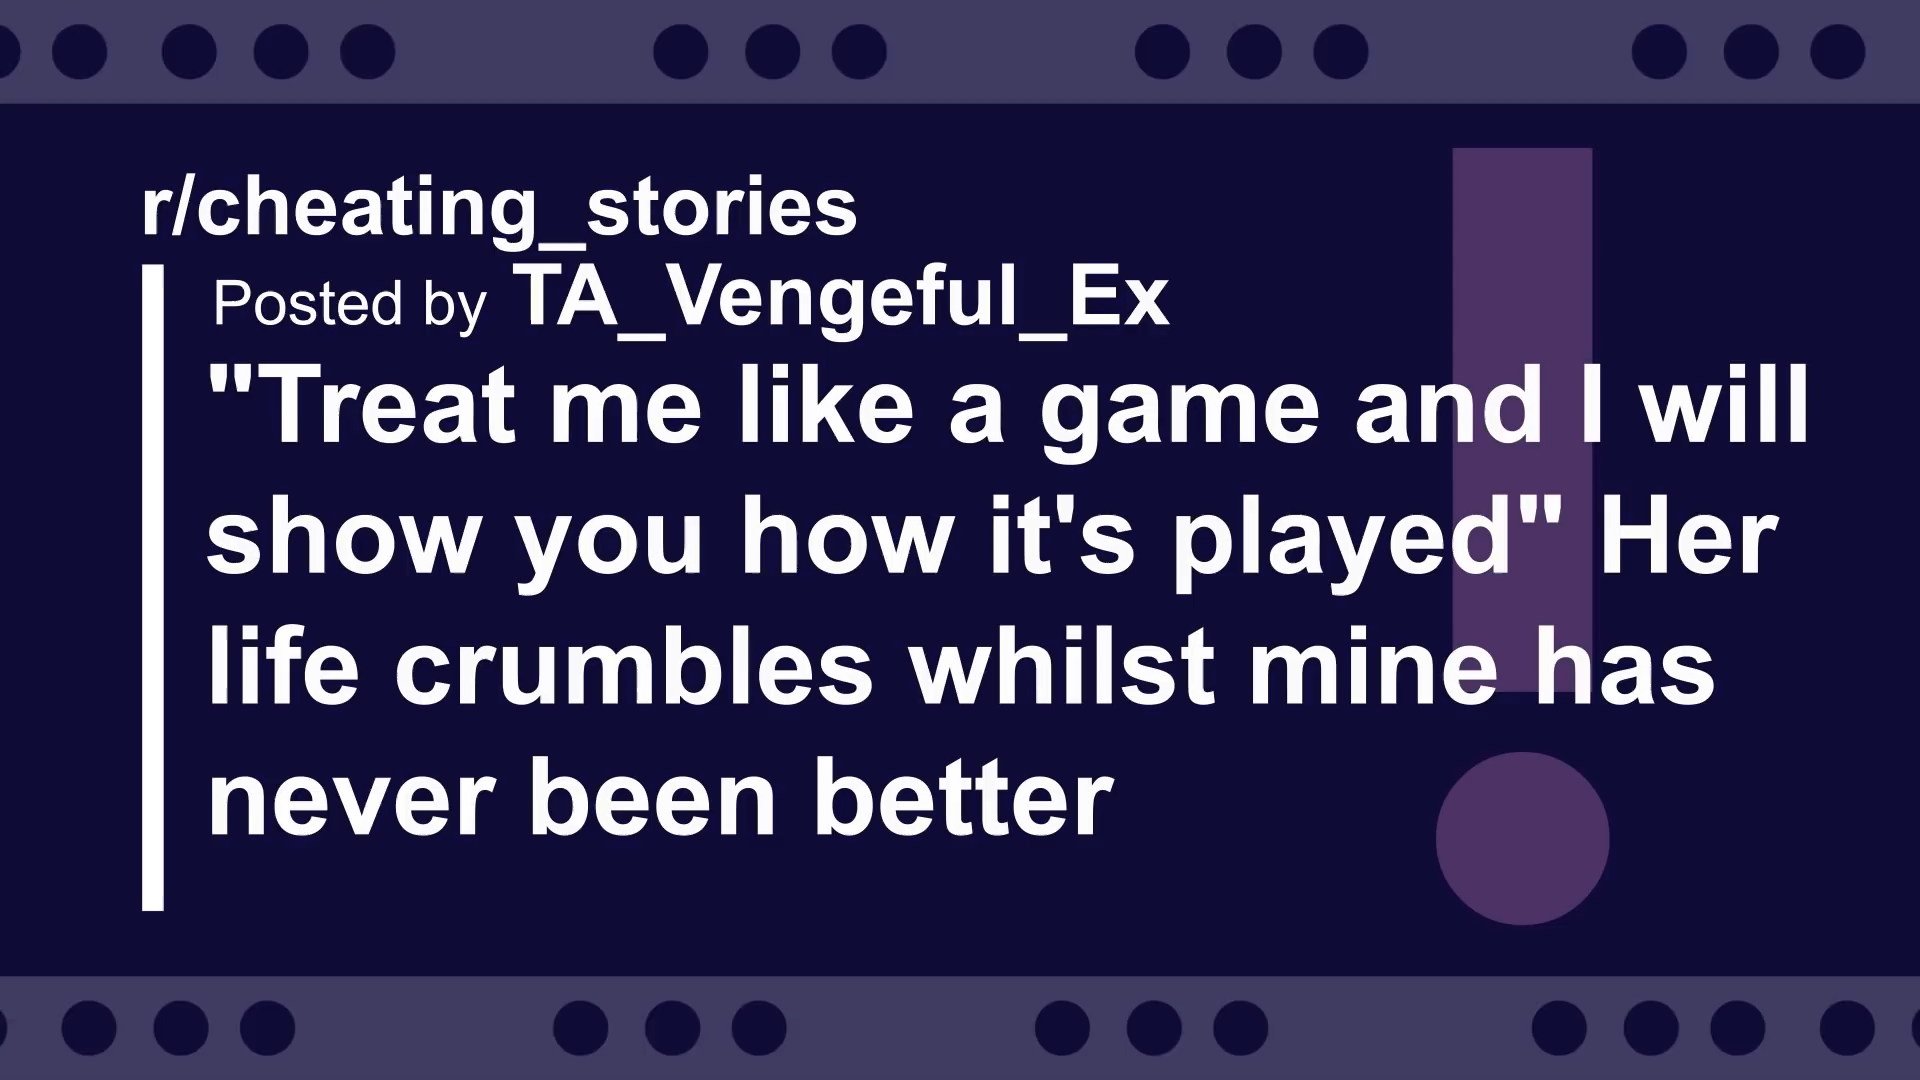 r/cheating_stories
Posted by TA_Vengeful_Ex
"Treat me like a game and I will
show you how it's played" Her
life crumbles whilst mine has
never been better